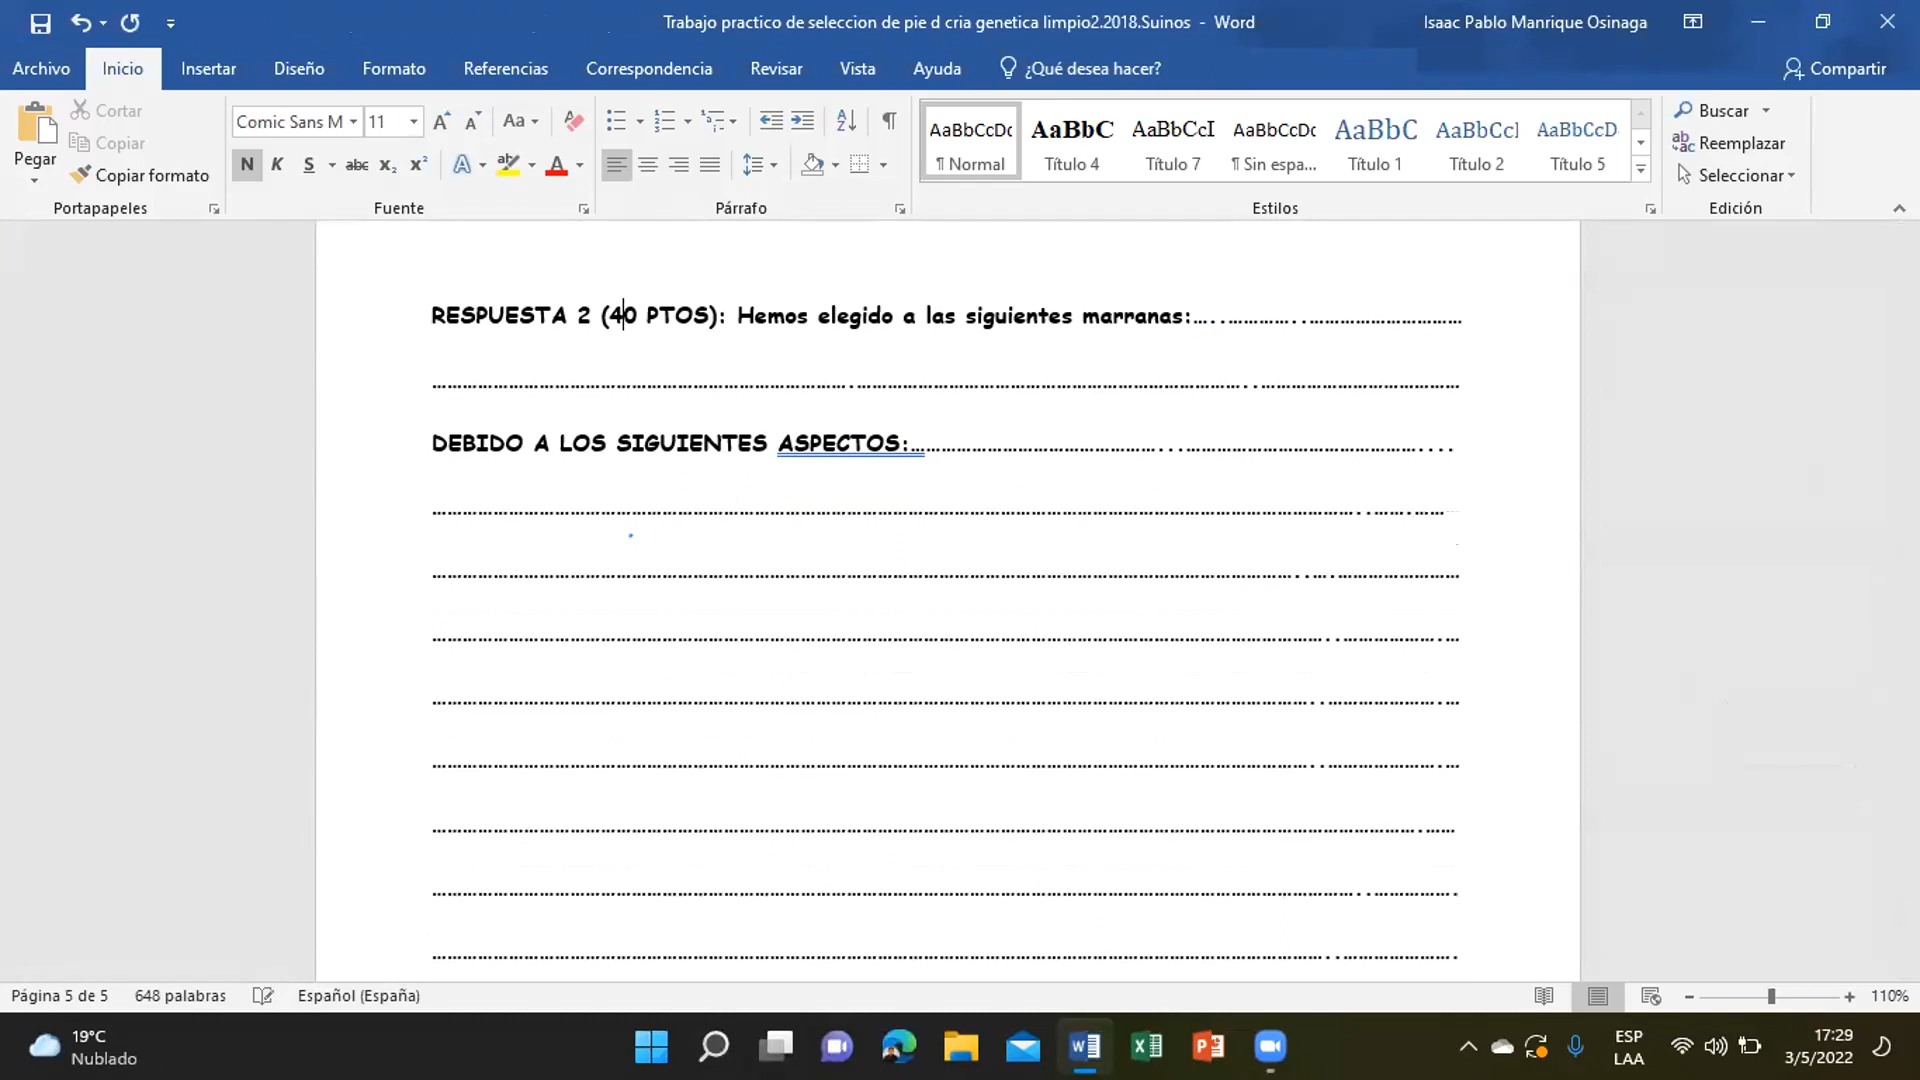 Trabajo practico de seleccion de pie d cria genetica limpio2.2018.Suinos - Word
Isaac Pablo Manrique Osinaga
Archivo Inicio Insertar Diseño Formato Referencias Correspondencia Revisar Vista Ayuda ¿Qué desea hacer? Compartir
Pegar
Cortar
Copiar
Copiar formato
Portapapeles
Comic Sans M 11
Aa
N K S abc x₂ x² A ab A
Fuente
Párrafo
AaBbCcDc AaBbC AaBbCcI AaBbCcDc AaBbC AaBbCcI AaBbCcD
¶ Normal Título 4 Título 7 ¶ Sin espa... Título 1 Título 2 Título 5
Estilos
Buscar
Reemplazar
Seleccionar
Edición
RESPUESTA 2 (40 PTOS): Hemos elegido a las siguientes marranas:…..…………..…………………………
……………………………………………………………….…………………………………………………………..……………………………
DEBIDO A LOS SIGUIENTES ASPECTOS:……………………………………...…………………………………....
………………………………………………………………………………………………………………………………..…….……
…………………………………………………………………………………………………………………………..….…………………
……………………………………………………………………………………………………………………………..…………….…
……………………………………………………………………………………………………………………………..…………….…
……………………………………………………………………………………………………………………………..…………….…
…………………………………………………………………………………………………………………………………………….……
………………………………………………………………………………………………………………………………..………….
……………………………………………………………………………………………………………………………..……………….
Página 5 de 5 648 palabras Español (España) 110%
19°C
Nublado
ESP
LAA
17:29
3/5/2022